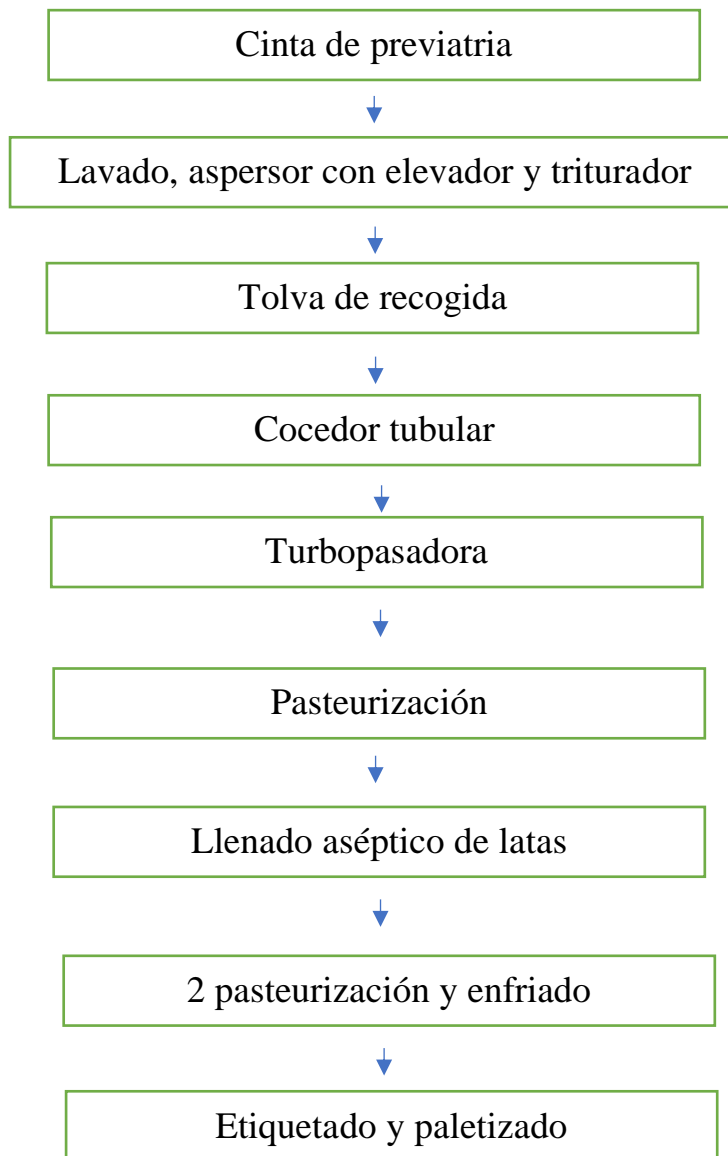 Cinta de previatria
Lavado, aspersor con elevador y triturador
Tolva de recogida
Cocedor tubular
Turbopasadora
Pasteurización
Llenado aséptico de latas
2 pasteurización y enfriado
Etiquetado y paletizado